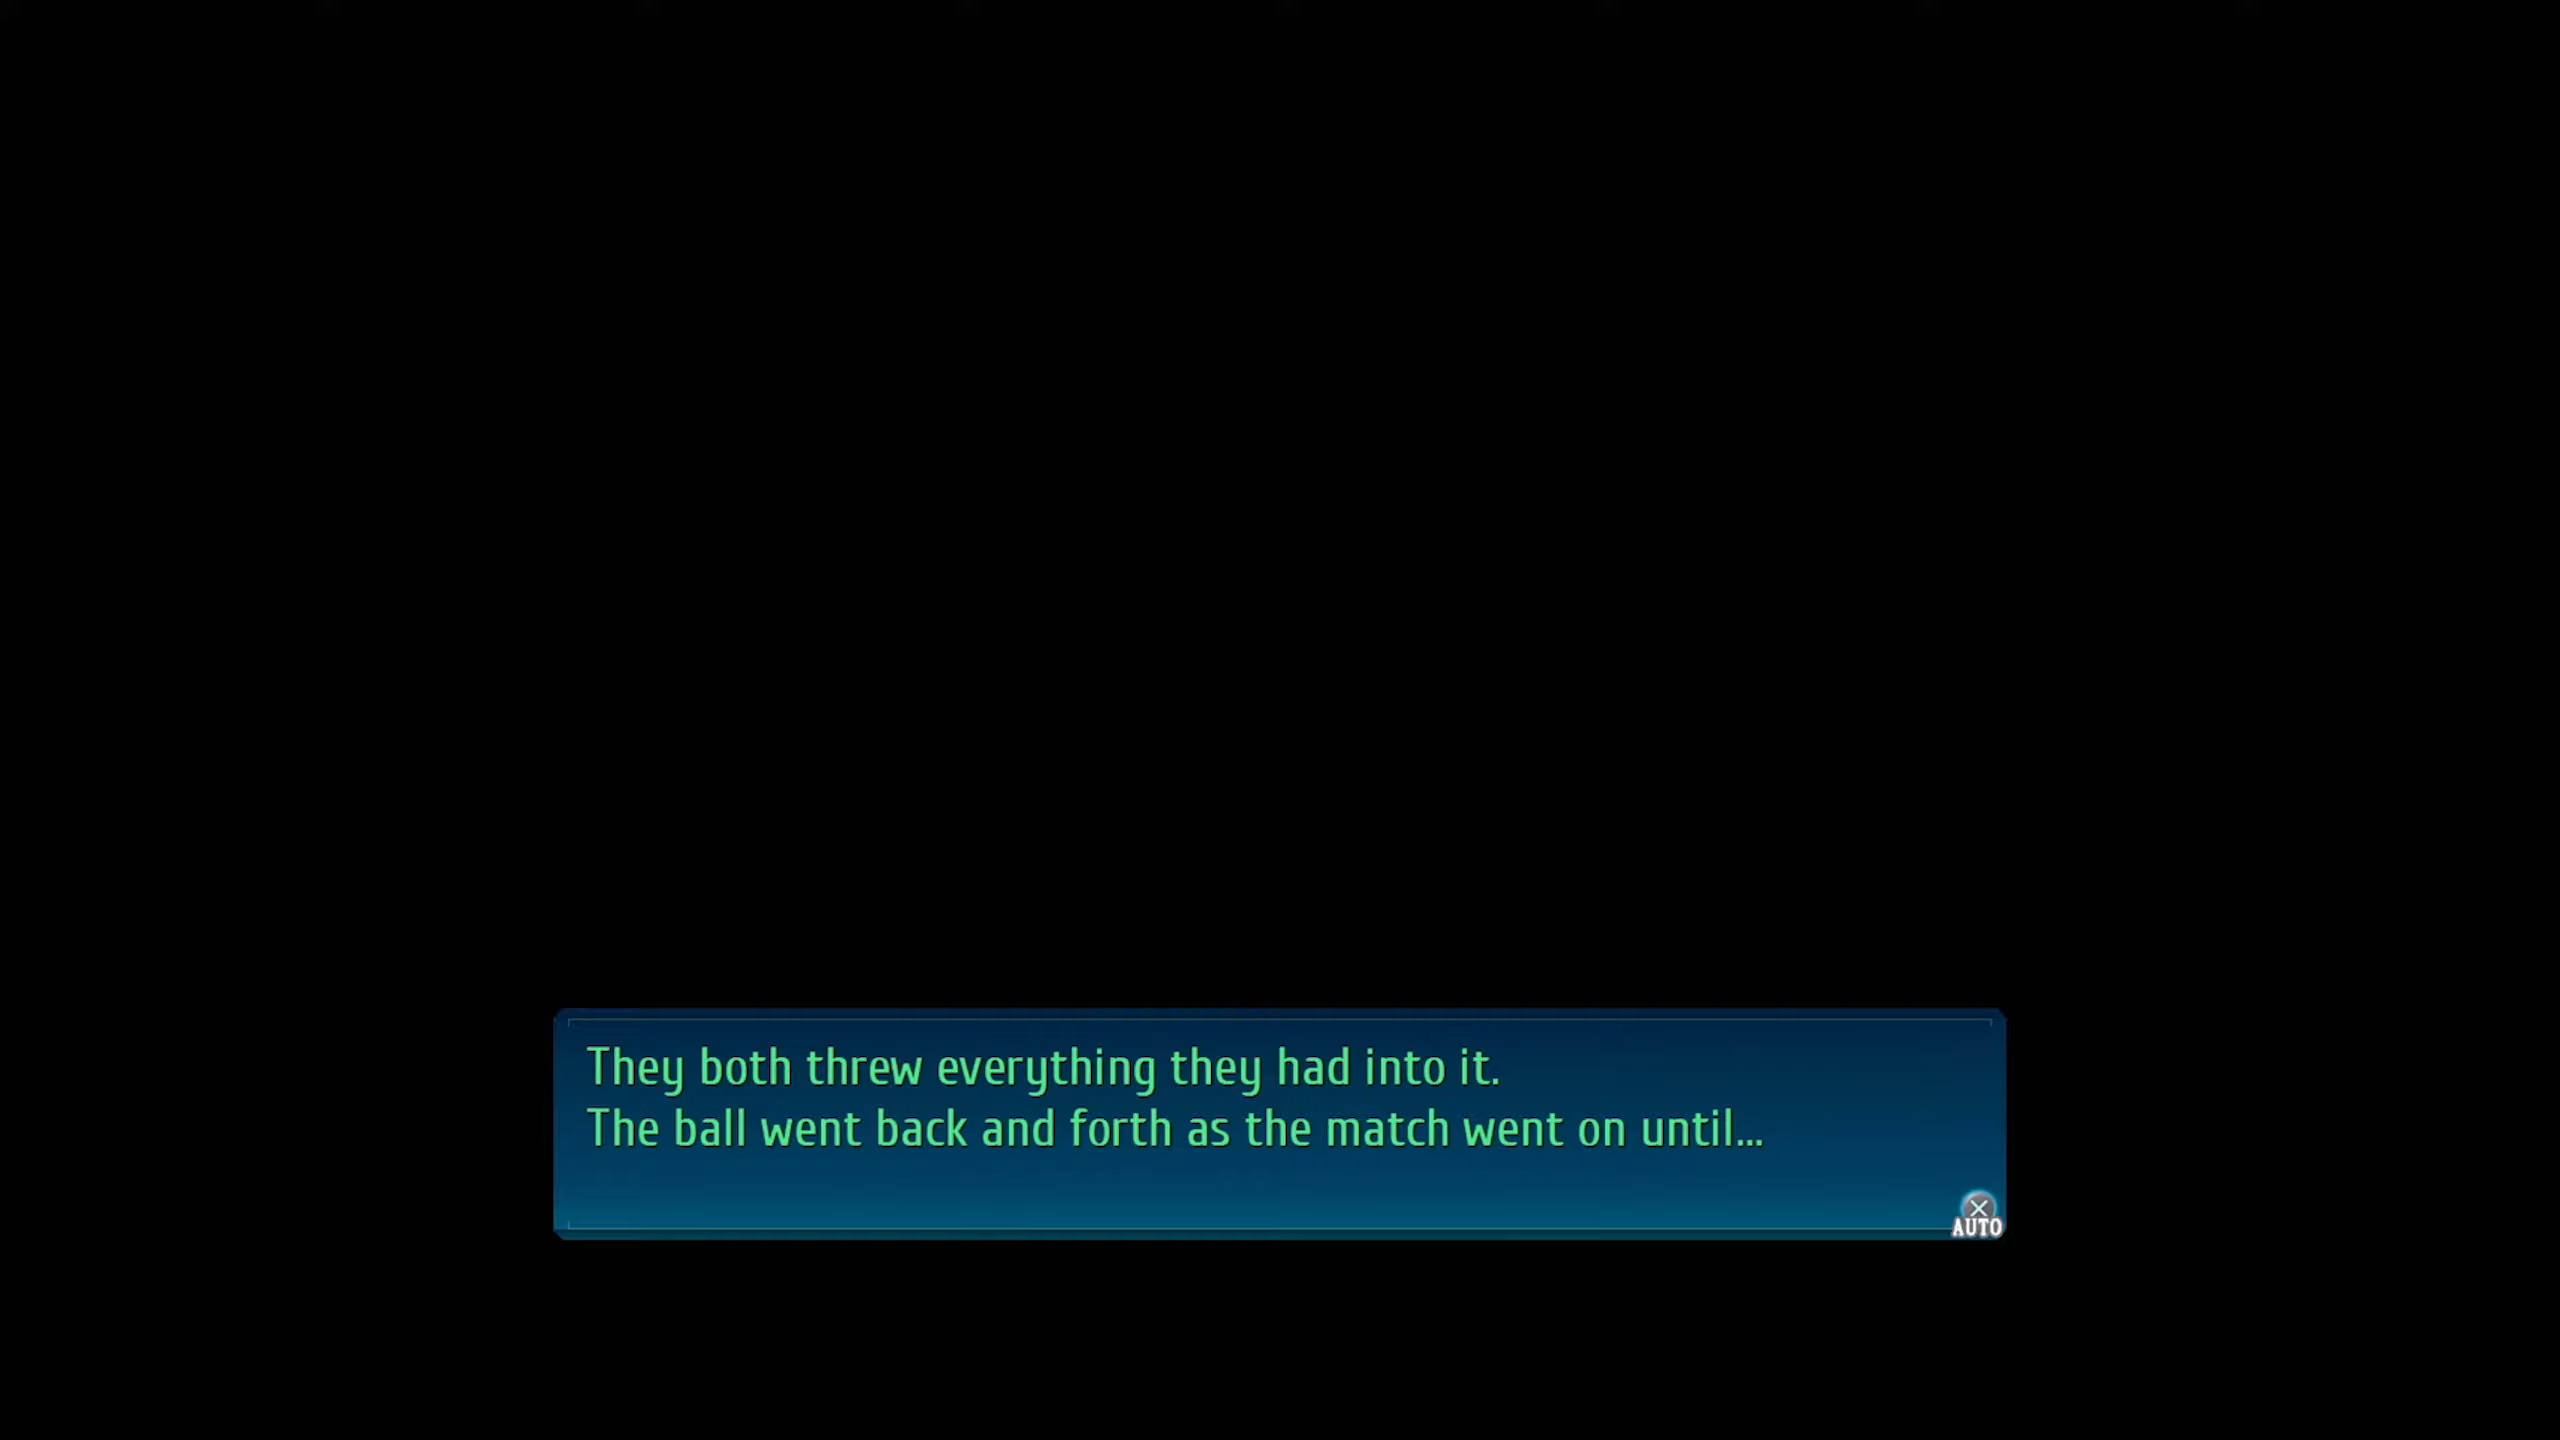 They both threw everything they had into it.
The ball went back and forth as the match went on until...
AUTO